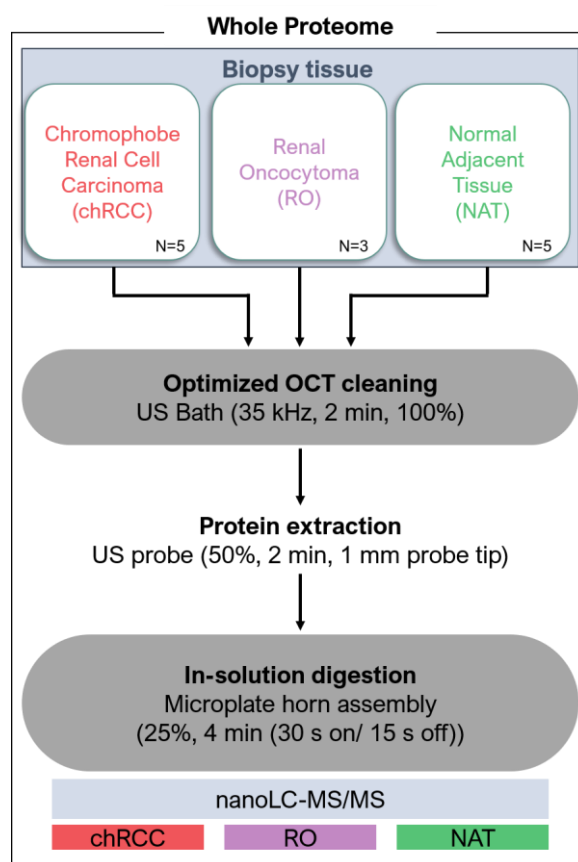 Whole Proteome
Biopsy tissue
Chromophobe
Renal Cell
Carcinoma
(chRCC)
N=5
Renal
Oncocytoma
(RO)
N=3
Normal
Adjacent
Tissue
(NAT)
N=5
Optimized OCT cleaning
US Bath (35 kHz, 2 min, 100%)
Protein extraction
US probe (50%, 2 min, 1 mm probe tip)
In-solution digestion
Microplate horn assembly
(25%, 4 min (30 s on/ 15 s off))
nanoLC-MS/MS
chRCC
RO
NAT